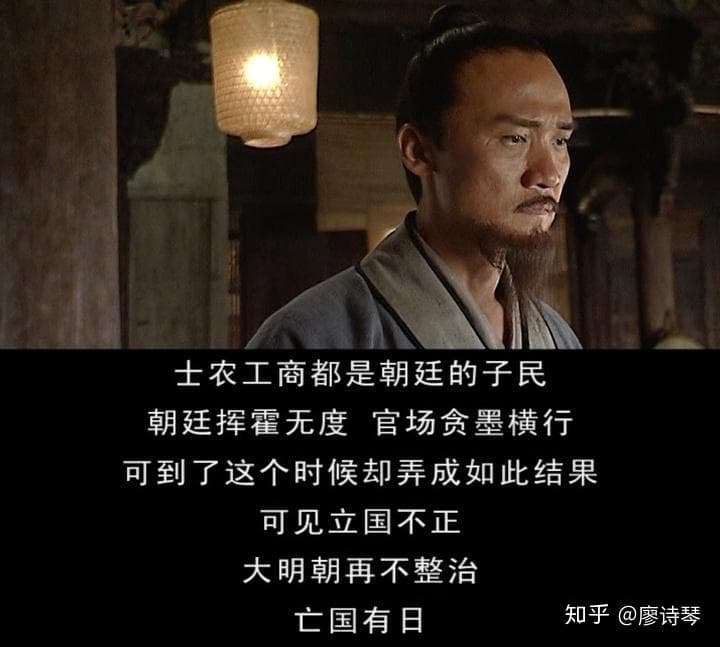 士农工商都是朝廷的子民
朝廷挥霍无度 官场贪墨横行
可到了这个时候却弄成如此结果
可见立国不正
大明朝再不整治
亡国有日
知乎 @廖诗琴